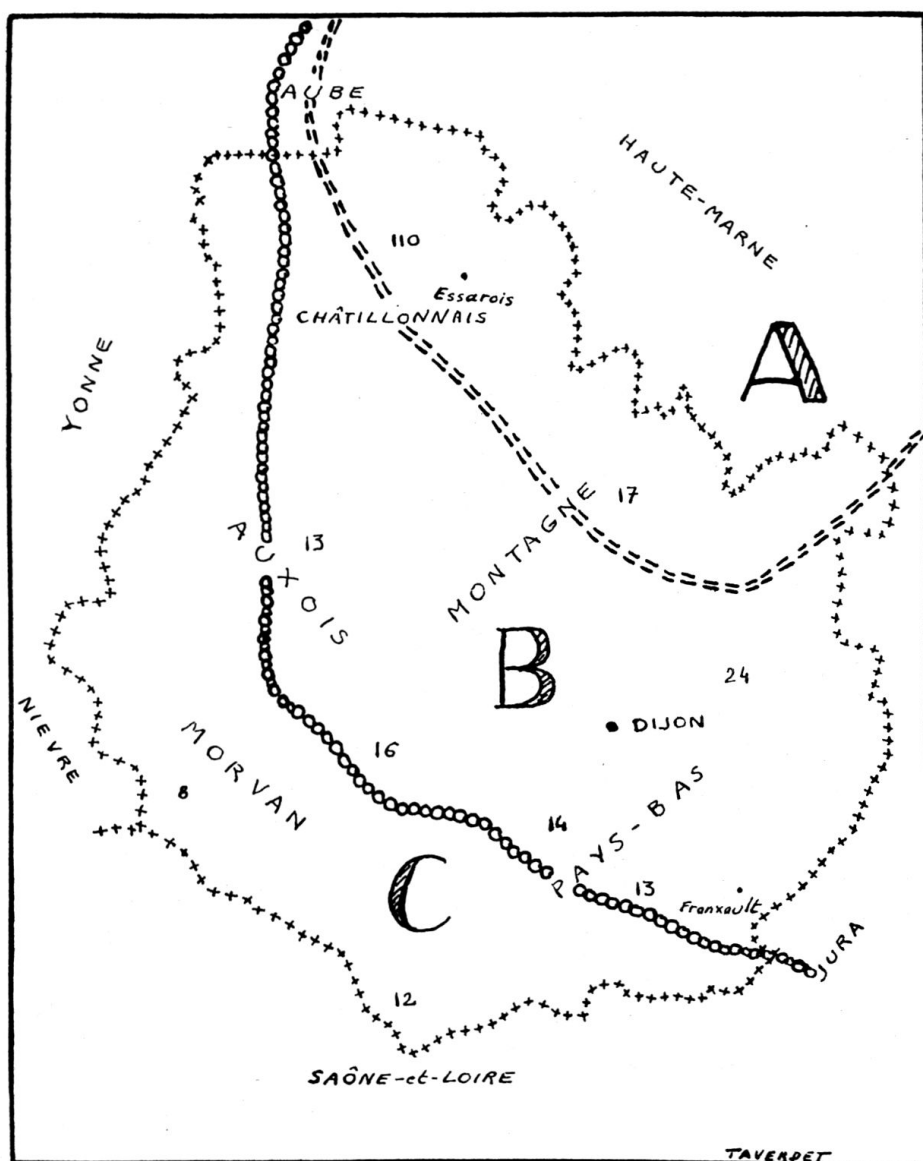 AUBE
HAUTE-MARNE
110
Essarois
CHÂTILLONNAIS
YONNE
A
17
AUXOIS
13
MONTAGNE
B
24
NIEVRE
DIJON
MORVAN
16
8
PAYS-BAS
14
C
13
Franxault
JURA
12
SAÔNE-et-LOIRE
TAVERDET